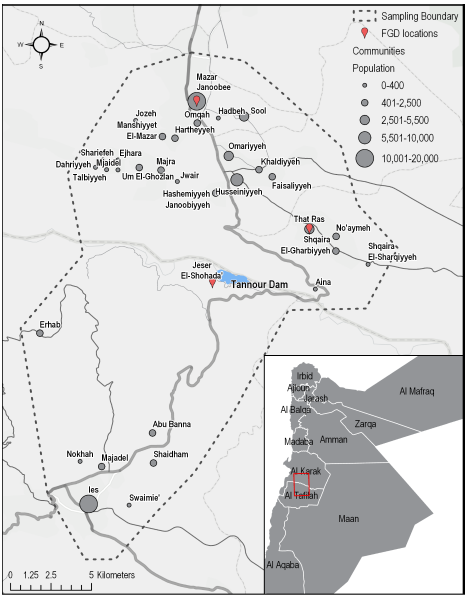 N
W E
S
Sampling Boundary
FGD locations
Communities
Population
0-400
401-2,500
2,501-5,500
5,501-10,000
10,001-20,000
Mazar
Janoobee
Jozeh
Omqah
Hadbeh
Sool
Manshiyyet
El-Mazar
Hartheyyeh
Shariefeh
Ejhara
Omariyyeh
Dahriyyeh
Mjaidel
Majra
Khaldiyyeh
Talbiyyeh
Um El-Ghozlan
Jwair
Faisaliyyeh
Hashemiyyeh
Janoobiyyeh
Husseiniyyeh
That Ras
No'aymeh
Shqaira
El-Gharbiyyeh
Shqaira-
El-Sharqiyyeh
Jeser
El-Shohada'
Tannour Dam
Aina
Erhab
Abu Banna
Nokhah
Majadel
Shaidham
Ies
Swaimie'
0 1.25 2.5 5 Kilometers
Irbid
Ajloun
Jarash
Al Mafraq
Al Balqa
Zarqa
Madaba
Amman
Al Karak
Al Tafilah
Maan
Al Aqaba